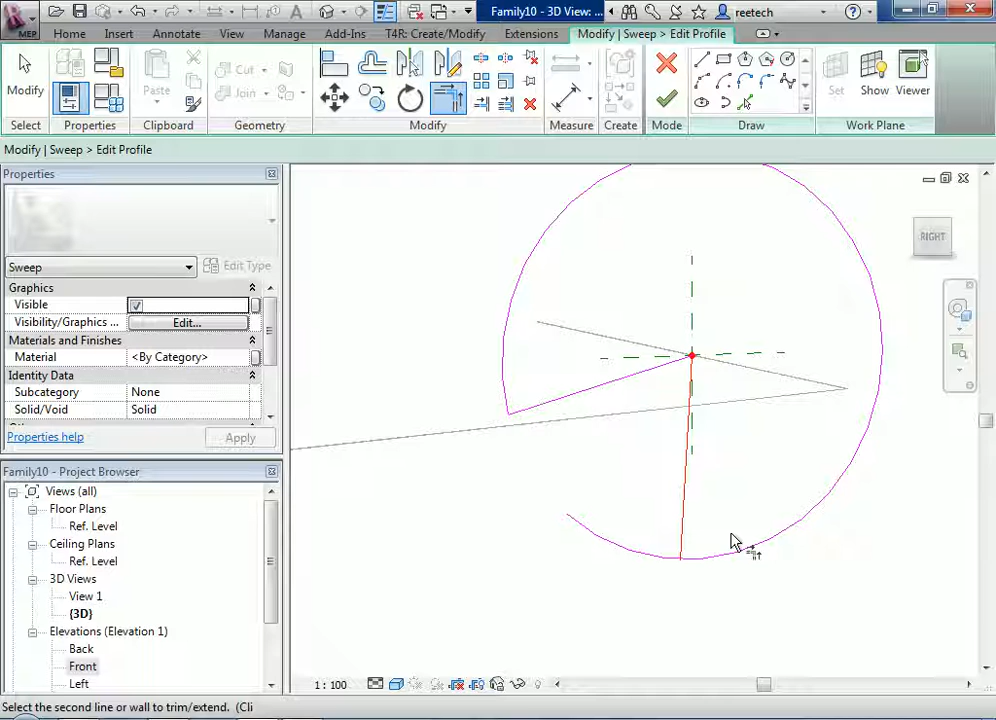 Family10 - 3D View: ...
reetech
MEP
Home Insert Annotate View Manage Add-Ins T4R: Create/Modify Extensions Modify | Sweep > Edit Profile
Modify
Paste
Cut
Join
Set Show Viewer
Select Properties Clipboard Geometry Modify Measure Create Mode Draw Work Plane
Modify | Sweep > Edit Profile
Properties
Sweep
Edit Type
Graphics
Visible
Visibility/Graphics ... Edit...
Materials and Finishes
Material <By Category>
Identity Data
Subcategory None
Solid/Void Solid
Properties help
Apply
Family10 - Project Browser
Views (all)
Floor Plans
Ref. Level
Ceiling Plans
Ref. Level
3D Views
View 1
{3D}
Elevations (Elevation 1)
Back
Front
Left
RIGHT
1 : 100
Select the second line or wall to trim/extend. (Cli